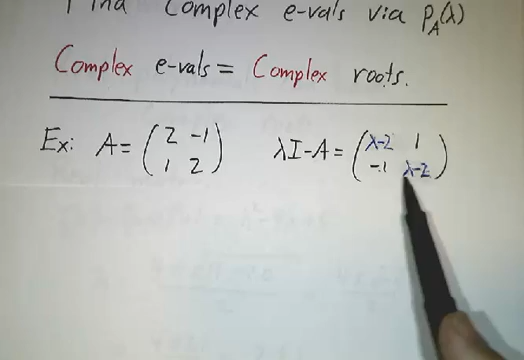 Find Complex e-vals via P_A(λ)
Complex e-vals = Complex roots.
Ex: A = (2 -1; 1 2) λI-A = (λ-2 1; -1 λ-2)